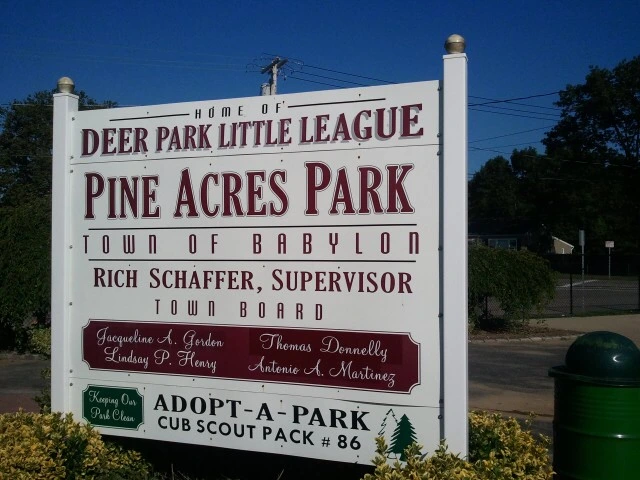 HOME OF
DEER PARK LITTLE LEAGUE
PINE ACRES PARK
TOWN OF BABYLON
RICH SCHAFFER, SUPERVISOR
TOWN BOARD
Jacqueline A. Gordon
Lindsay P. Henry
Thomas Donnelly
Antonio A. Martinez
Keeping Our
Park Clean
ADOPT-A-PARK
CUB SCOUT PACK # 86